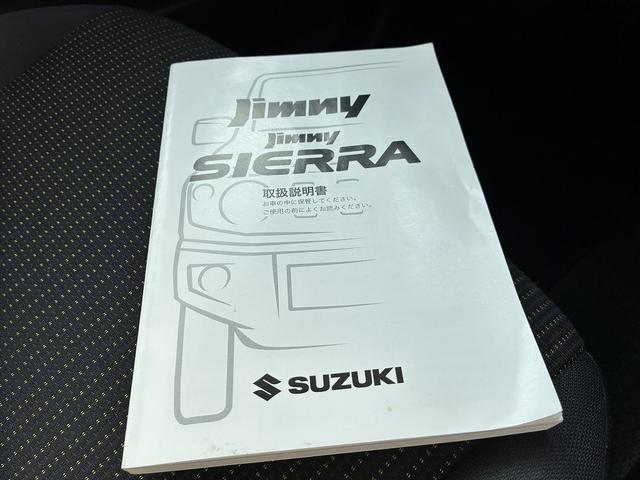 Jimny
Jimny
SIERRA
取扱説明書
お車の中に保管してください。
ご使用の前によくお読みください。
SUZUKI